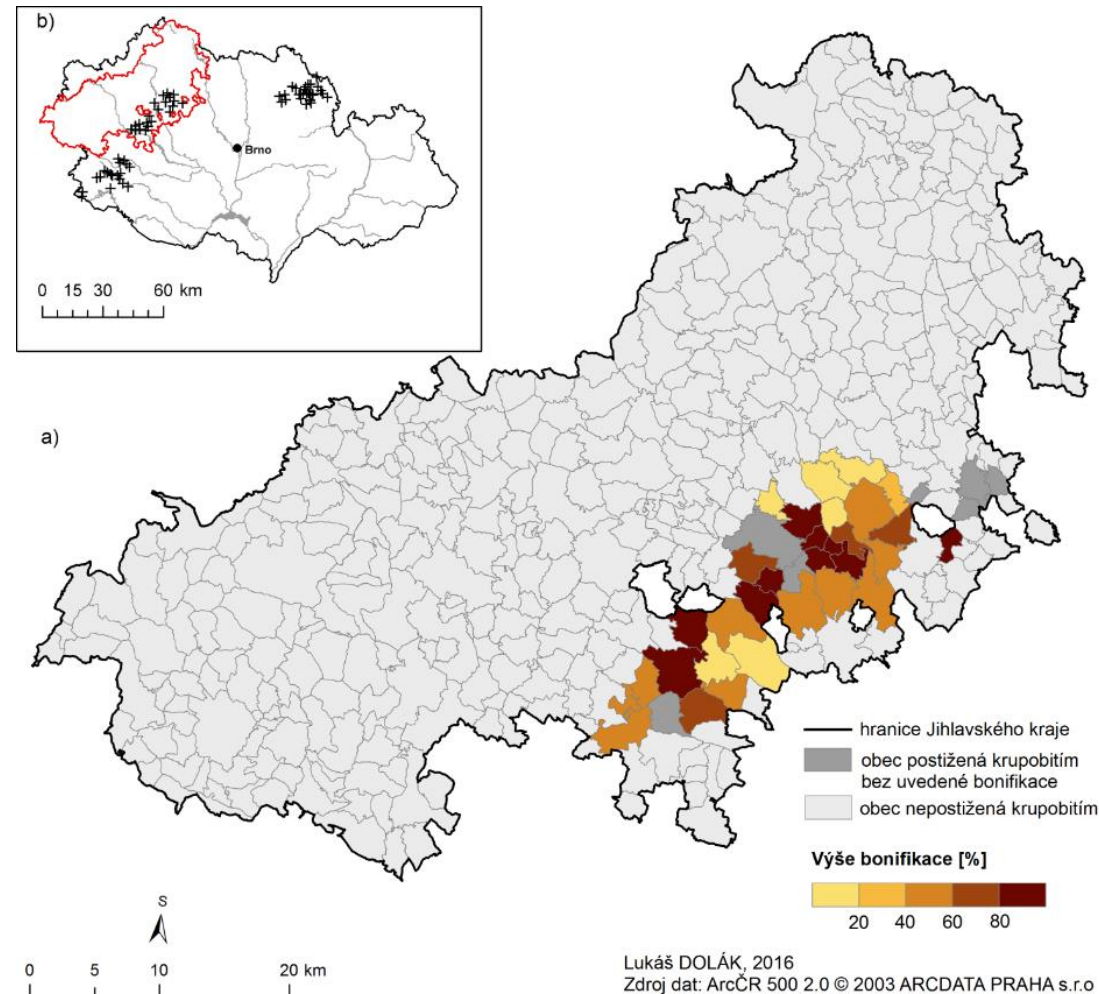 b)
Brno
0 15 30 60 km
a)
hranice Jihlavského kraje
obec postižená krupobitím
bez uvedené bonifikace
obec nepostižená krupobitím
Výše bonifikace [%]
20 40 60 80
S
0 5 10 20 km
Lukáš DOLÁK, 2016
Zdroj dat: ArcČR 500 2.0 © 2003 ARCDATA PRAHA s.r.o